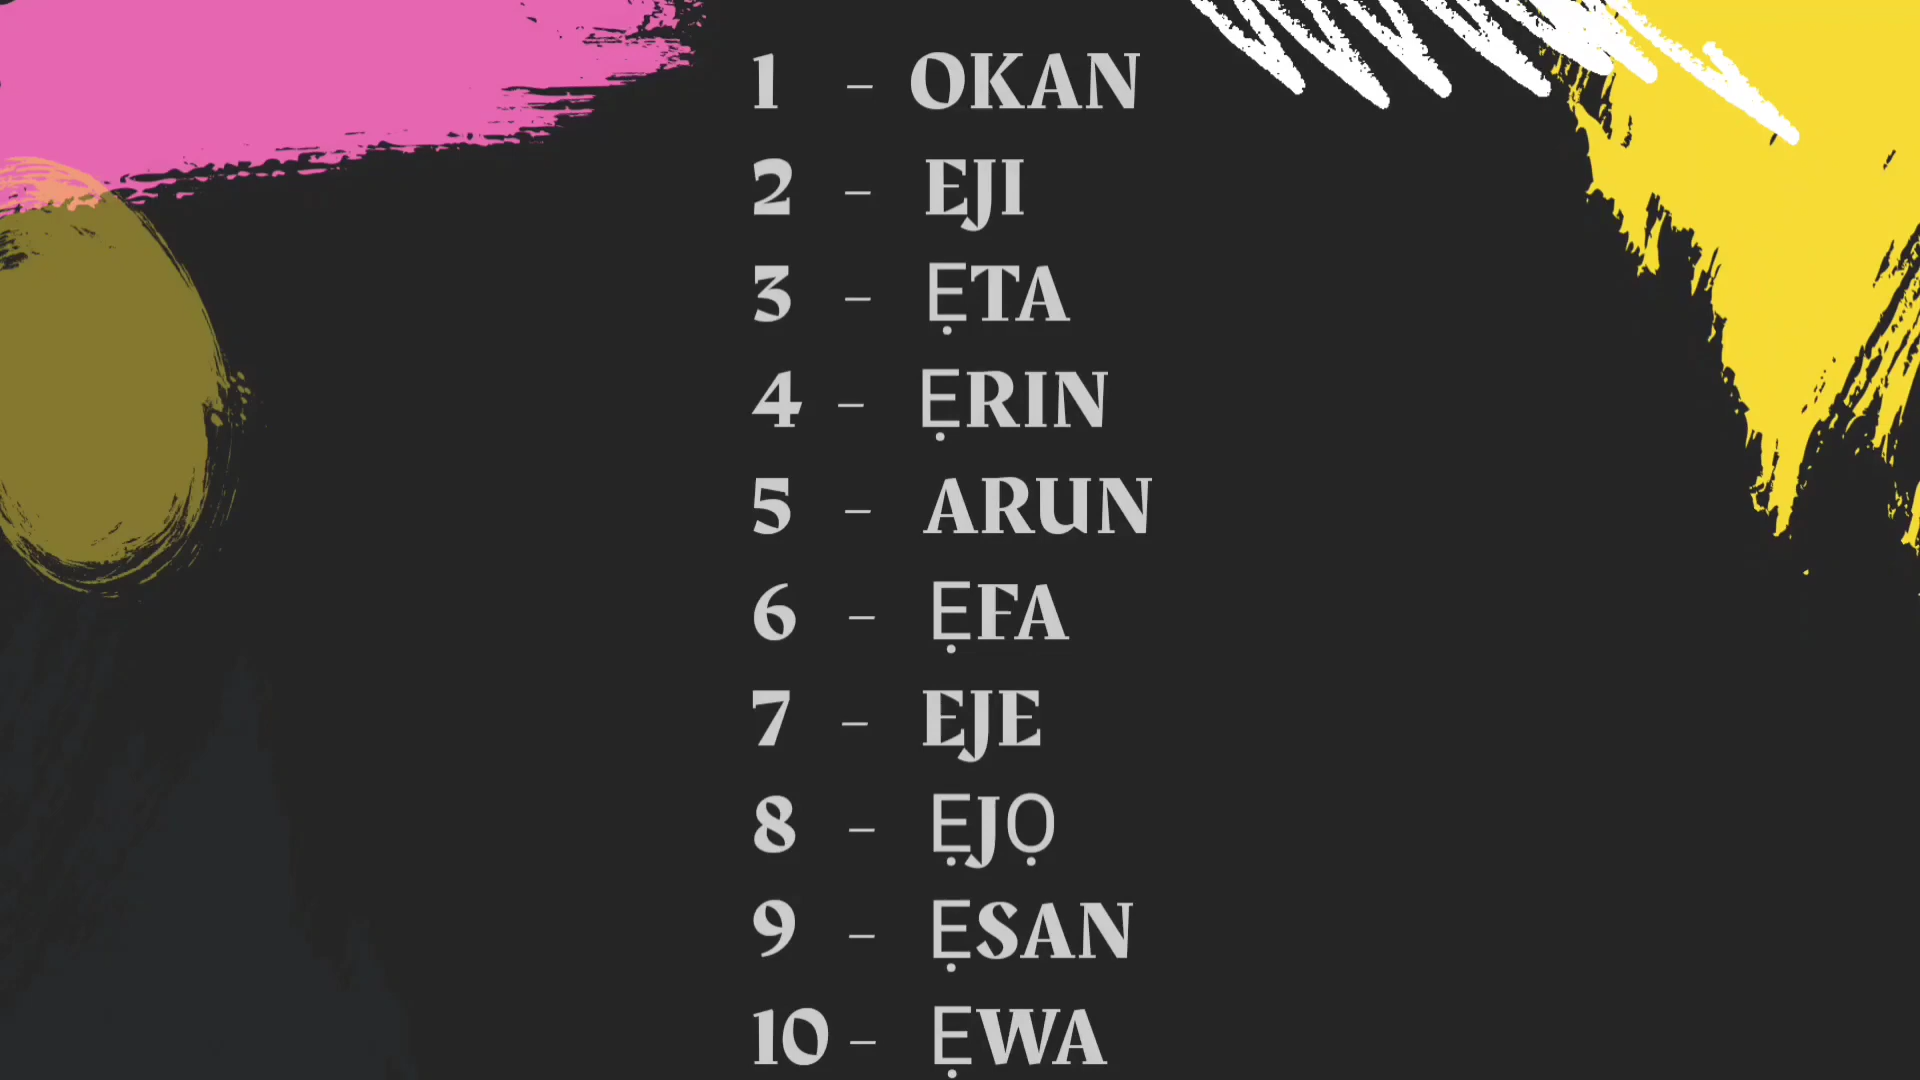 1 – OKAN
2 – EJI
3 – ẸTA
4 – ẸRIN
5 – ARUN
6 – ẸFA
7 – EJE
8 – ẸJỌ
9 – ẸSAN
10 – ẸWA